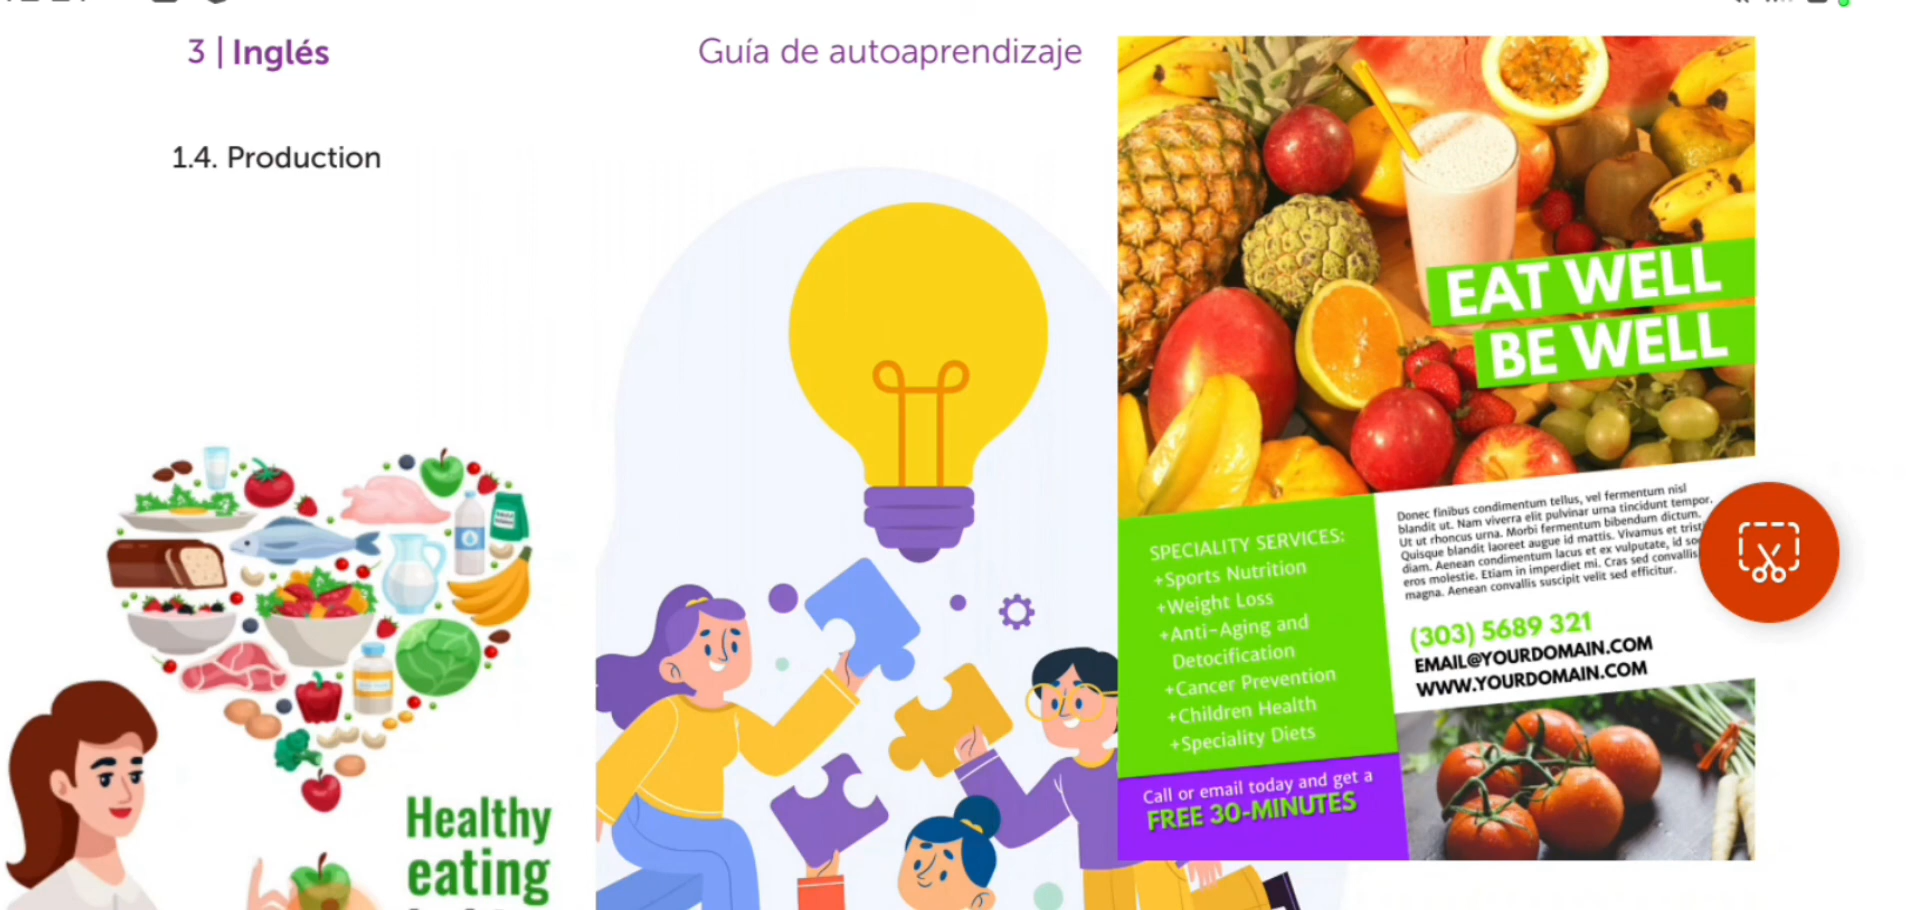 3 | Inglés
Guía de autoaprendizaje
1.4. Production
EAT WELL
BE WELL
SPECIALITY SERVICES:
+Sports Nutrition
+Weight Loss
+Anti-Aging and
Detocification
+Cancer Prevention
+Children Health
+Speciality Diets
Call or email today and get a
FREE 30-MINUTES
Donec finibus condimentum tellus, vel fermentum nisl
blandit ut. Nam viverra elit pulvinar urna tincidunt tempor.
Ut ut rhoncus urna. Morbi fermentum bibendum dictum.
Quisque blandit laoreet augue id mattis. Vivamus et
diam. Aenean condimentum lacus et ex vulputate, id
eros molestie. Etiam in imperdiet mi. Cras sed convallis
magna. Aenean convallis suscipit velit sed efficitur.
(303) 5689 321
EMAIL@YOURDOMAIN.COM
WWW.YOURDOMAIN.COM
Healthy
eating